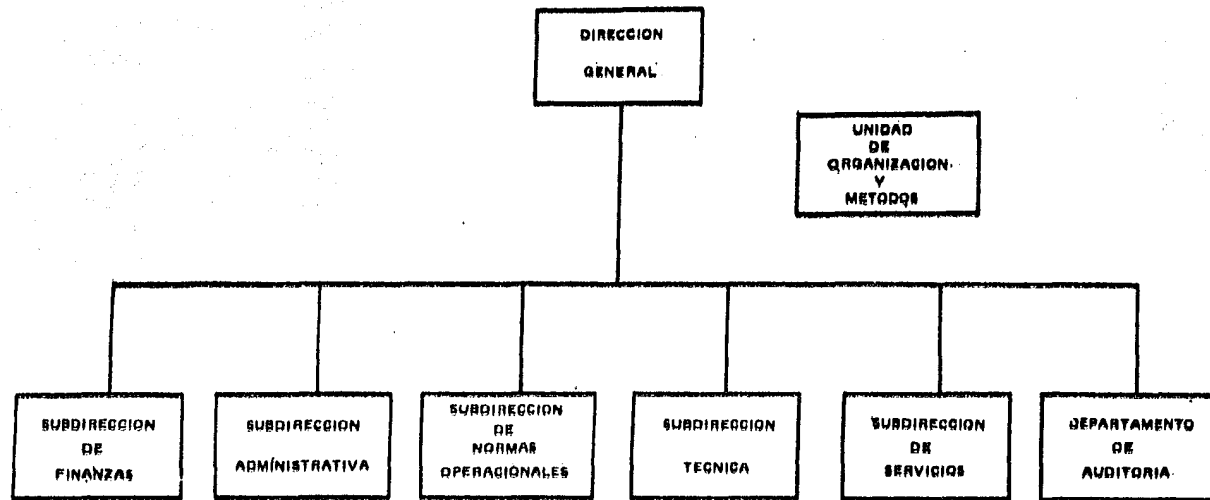 DIRECCION
GENERAL
UNIDAD
DE
ORGANIZACION
Y
METODOS
SUBDIRECCION
DE
FINANZAS
SUBDIRECCION
ADMINISTRATIVA
SUBDIRECCION
DE
NORMAS
OPERACIONALES
SUBDIRECCION
TECNICA
SUBDIRECCION
DE
SERVICIOS
DEPARTAMENTO
DE
AUDITORIA